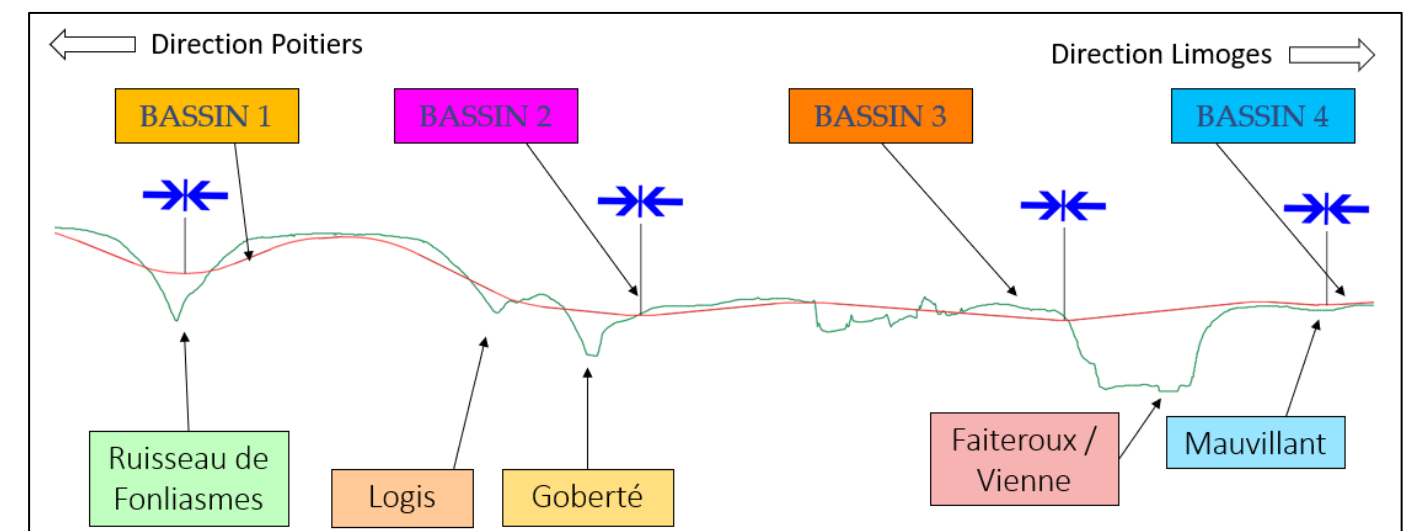 Direction Poitiers
Direction Limoges
BASSIN 1
BASSIN 2
BASSIN 3
BASSIN 4
Ruisseau de
Fonliasmes
Logis
Goberté
Faiteroux /
Vienne
Mauvillant